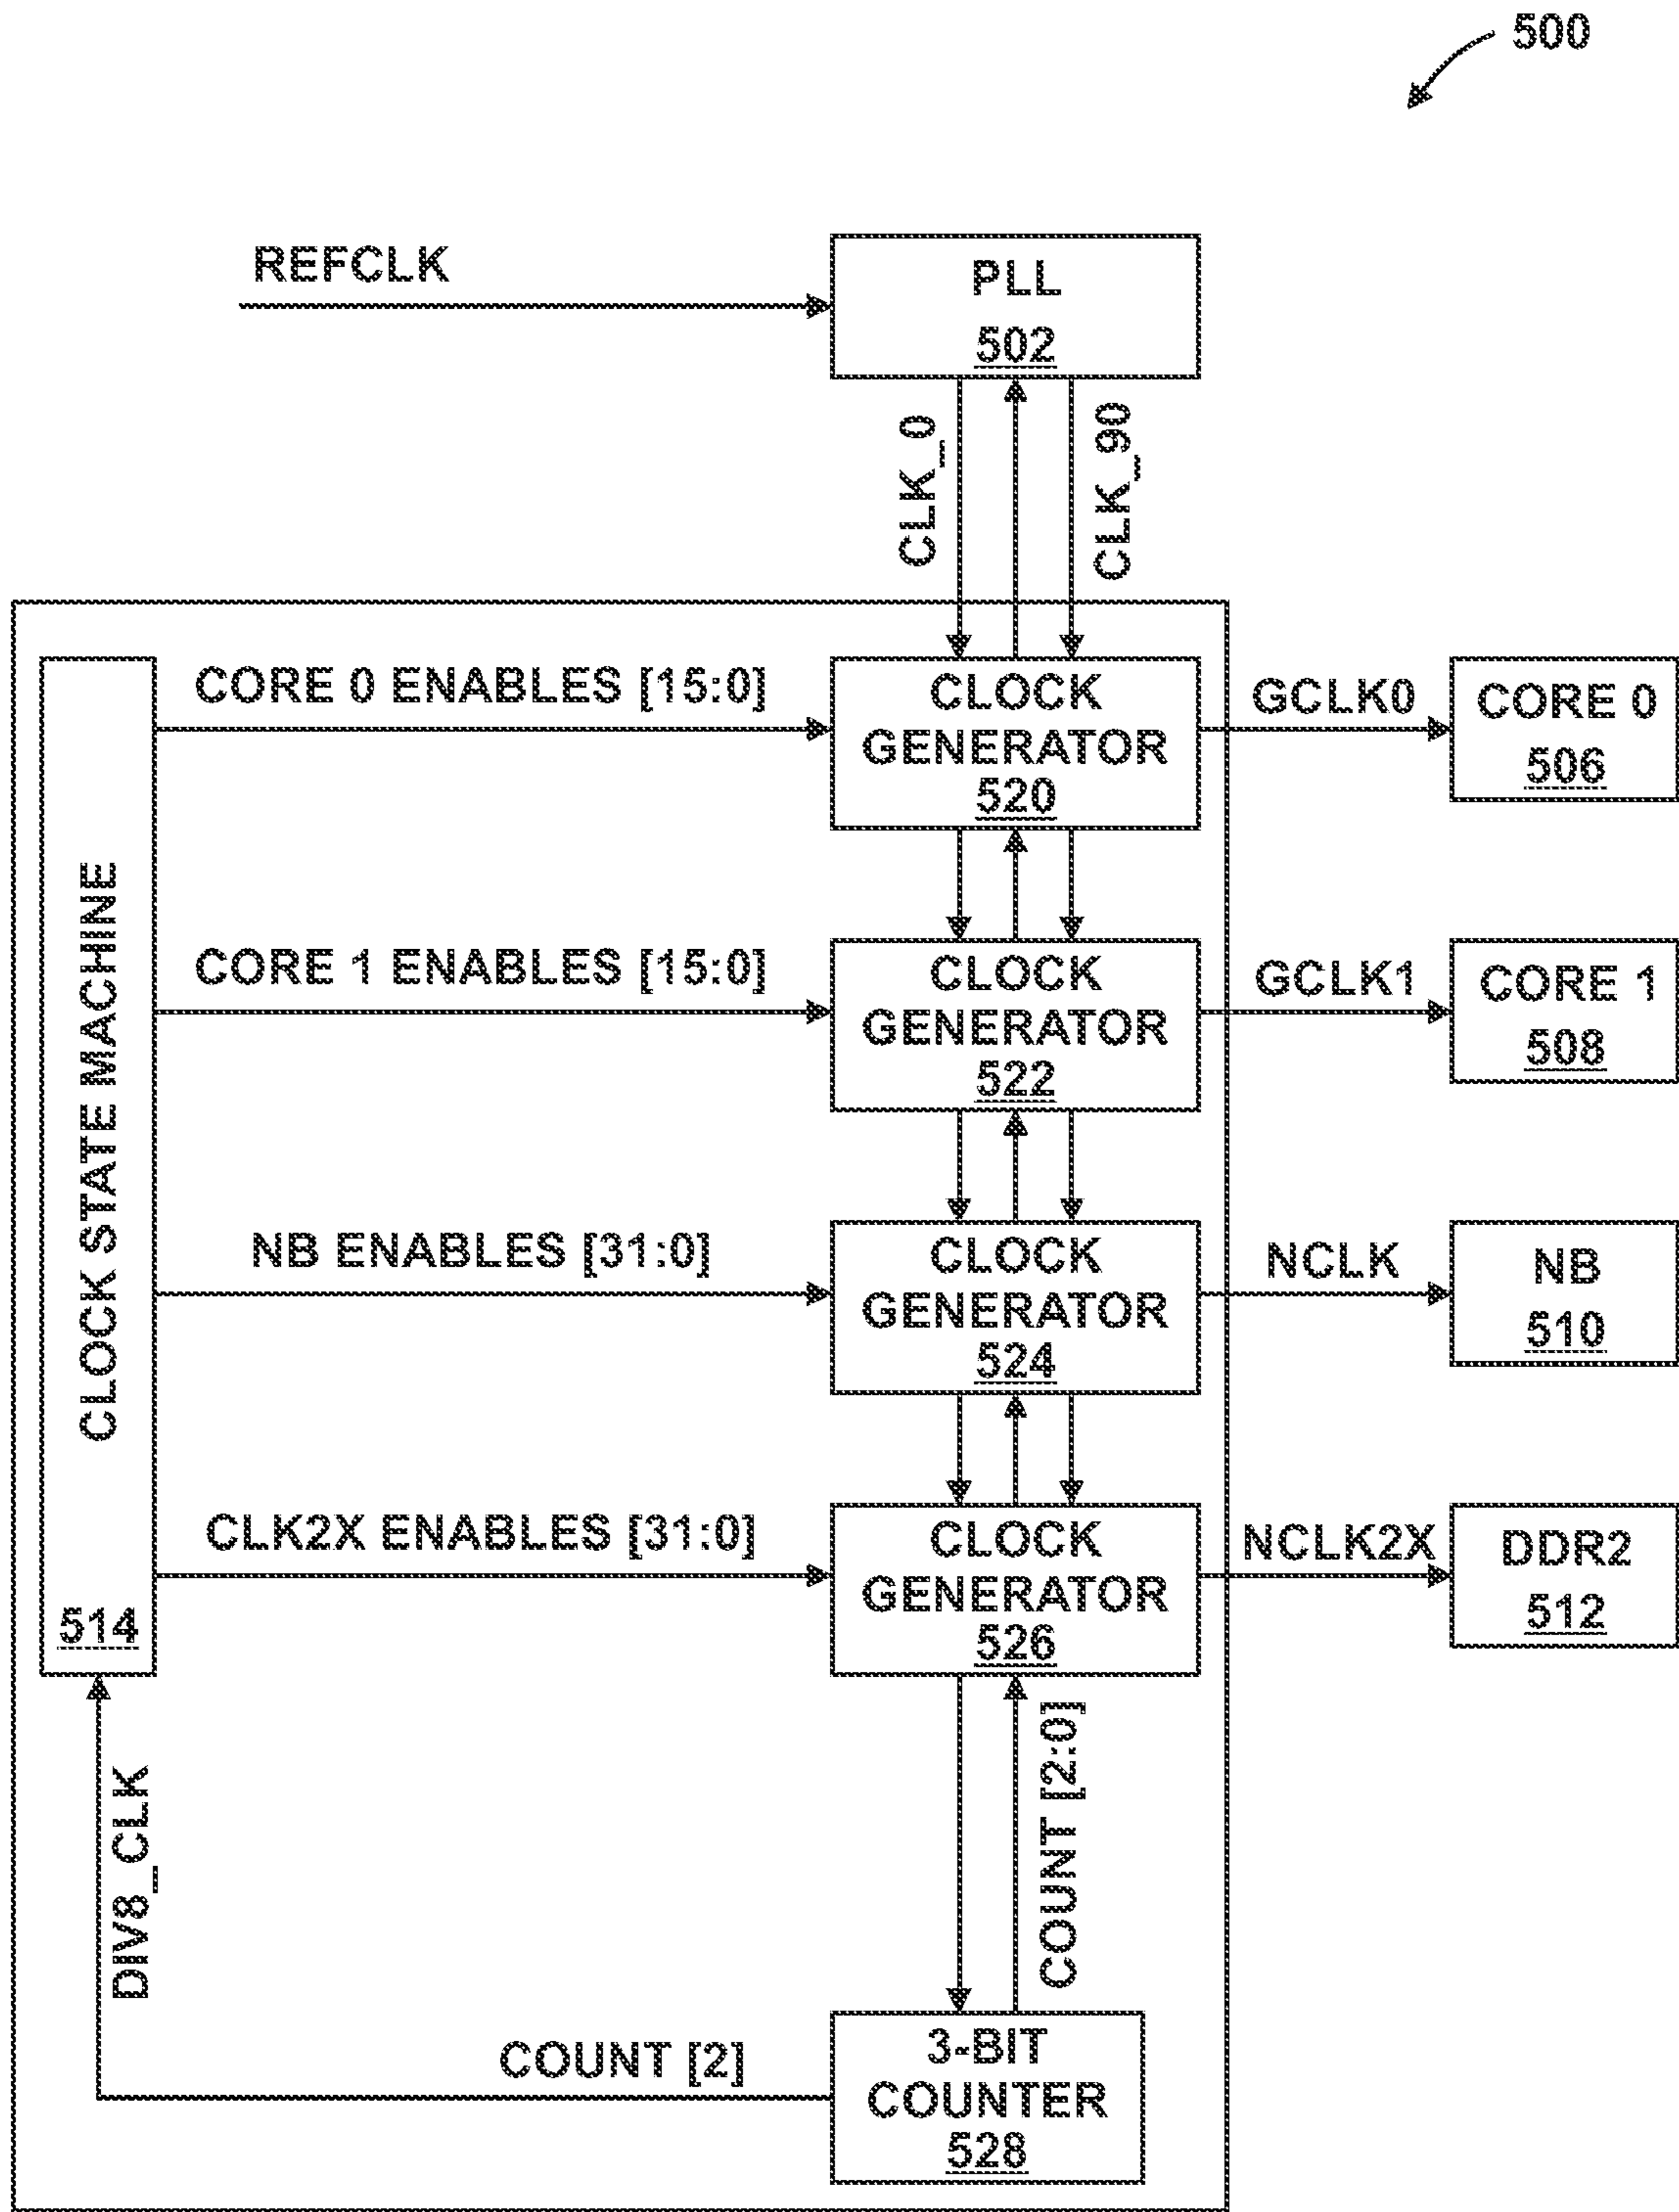 500
REFCLK
PLL
502
CLK_0
CLK_90
CORE 0 ENABLES [15:0]
CLOCK
GENERATOR
520
GCLK0
CORE 0
506
CLOCK STATE MACHINE
514
CORE 1 ENABLES [15:0]
CLOCK
GENERATOR
522
GCLK1
CORE 1
508
NB ENABLES [31:0]
CLOCK
GENERATOR
524
NCLK
NB
510
CLK2X ENABLES [31:0]
CLOCK
GENERATOR
526
NCLK2X
DDR2
512
DIV8_CLK
COUNT [2:0]
COUNT [2]
3-BIT
COUNTER
528